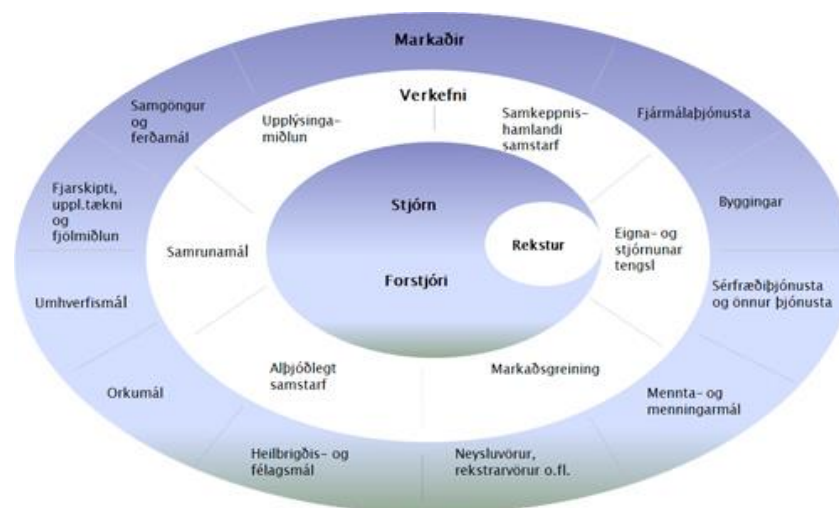 Markaðir
Verkefni
Samgöngur
og
ferðamál
Upplýsinga-
miðlun
Samkeppnis-
hamlandi
samstarf
Fjármálaþjónusta
Fjarskipti,
uppl.tækni
og
fjölmiðlun
Stjórn
Byggingar
Samrunamál
Rekstur
Eigna- og
stjórnunar
tengsl
Forstjóri
Umhverfismál
Sérfræðiþjónusta
og önnur þjónusta
Alþjóðlegt
samstarf
Markaðsgreining
Orkumál
Mennta- og
menningarmál
Heilbrigðis- og
félagsmál
Neysluvörur,
rekstrarvörur o.fl.